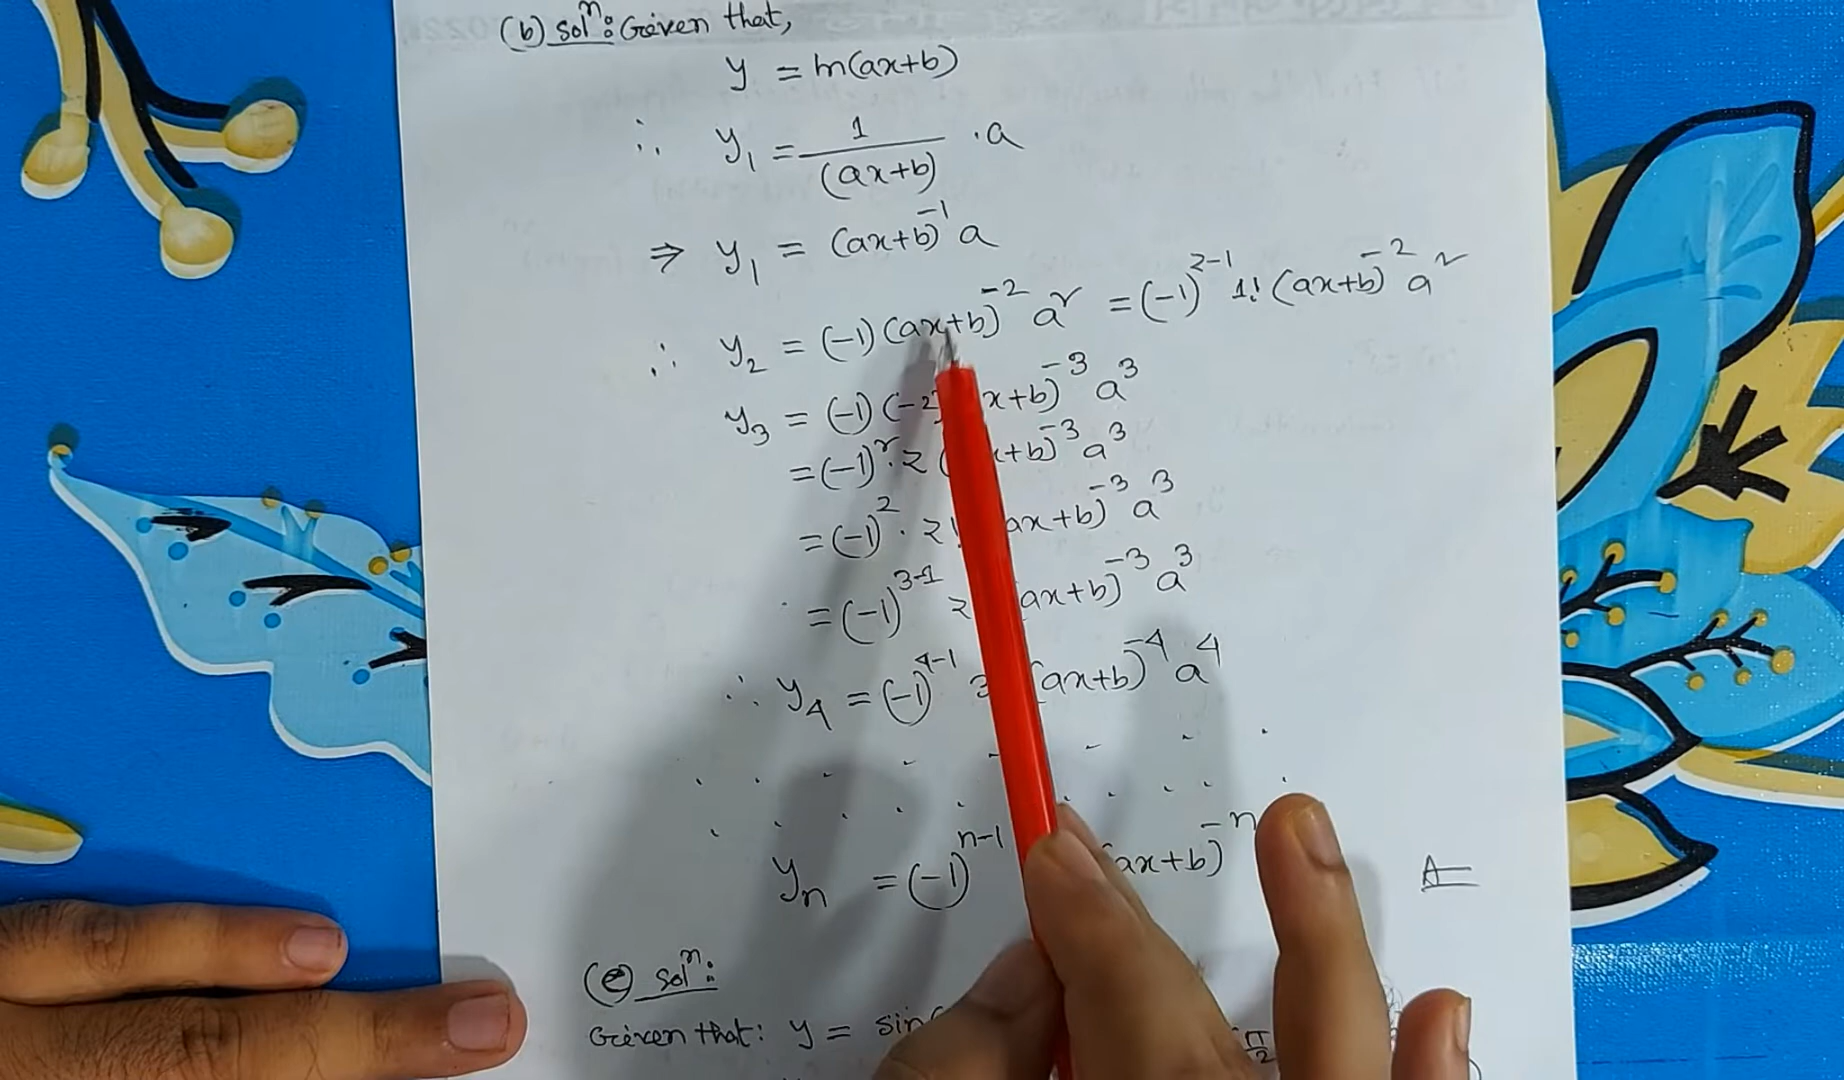 (b) solⁿ: Given that,
y = ln(ax+b)
∴ y₁ = 1/(ax+b) · a
⇒ y₁ = (ax+b)⁻¹ a
∴ y₂ = (-1)(ax+b)⁻² a² = (-1)²⁻¹ 1! (ax+b)⁻² a²
y₃ = (-1)(-2) x+b)⁻³ a³
= (-1)² · 2 ( x+b)⁻³ a³
= (-1)² · 2! ax+b)⁻³ a³
= (-1)³⁻¹ 2 (ax+b)⁻³ a³
∴ y₄ = (-1)⁴⁻¹ 3 (ax+b)⁻⁴ a⁴
yₙ = (-1)ⁿ⁻¹ (ax+b)⁻ⁿ
(c) solⁿ:
Given that: y = sin π/2